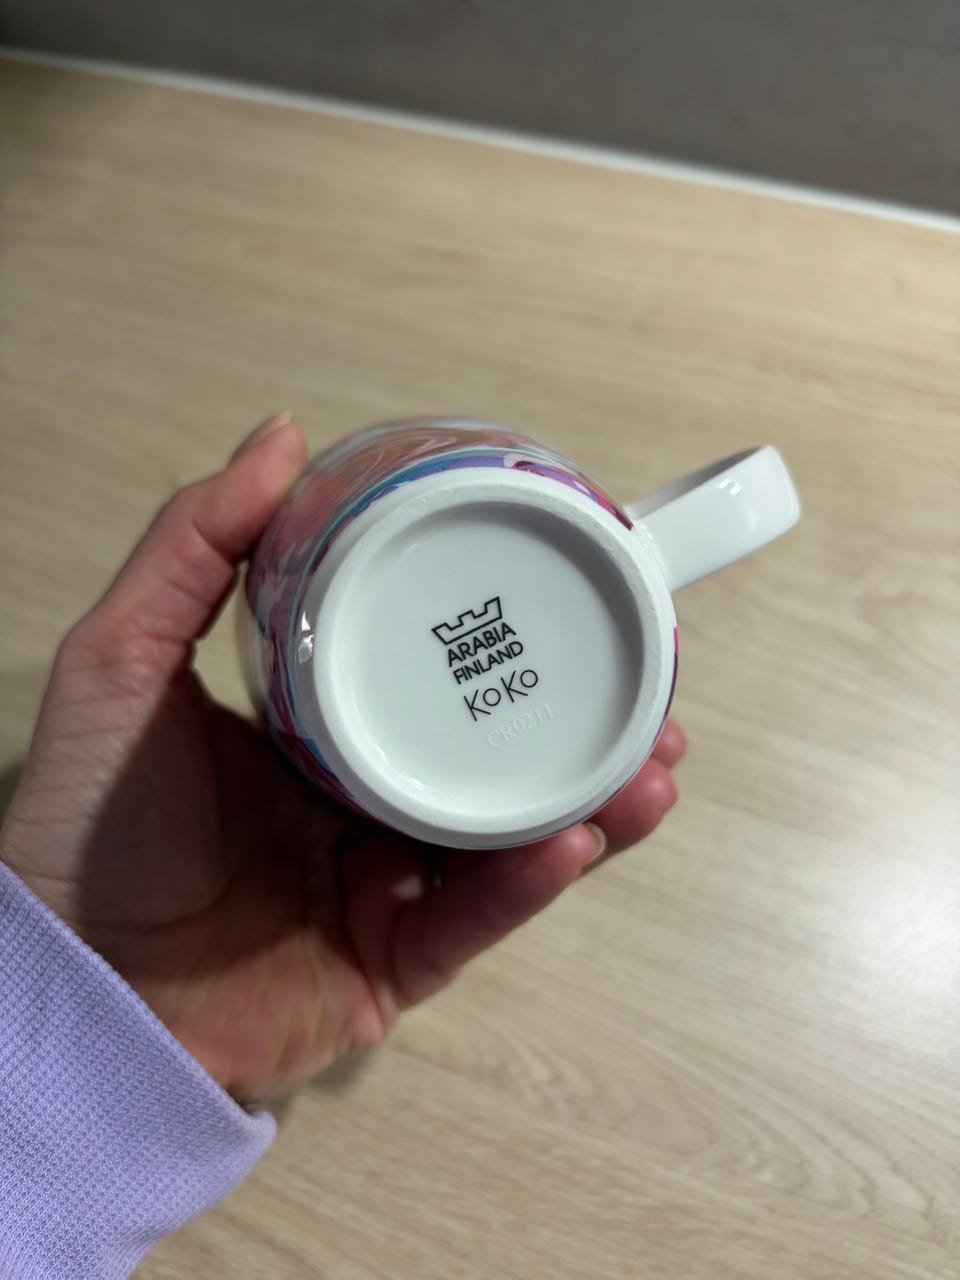 ARABIA
FINLAND
KoKo
CR0211